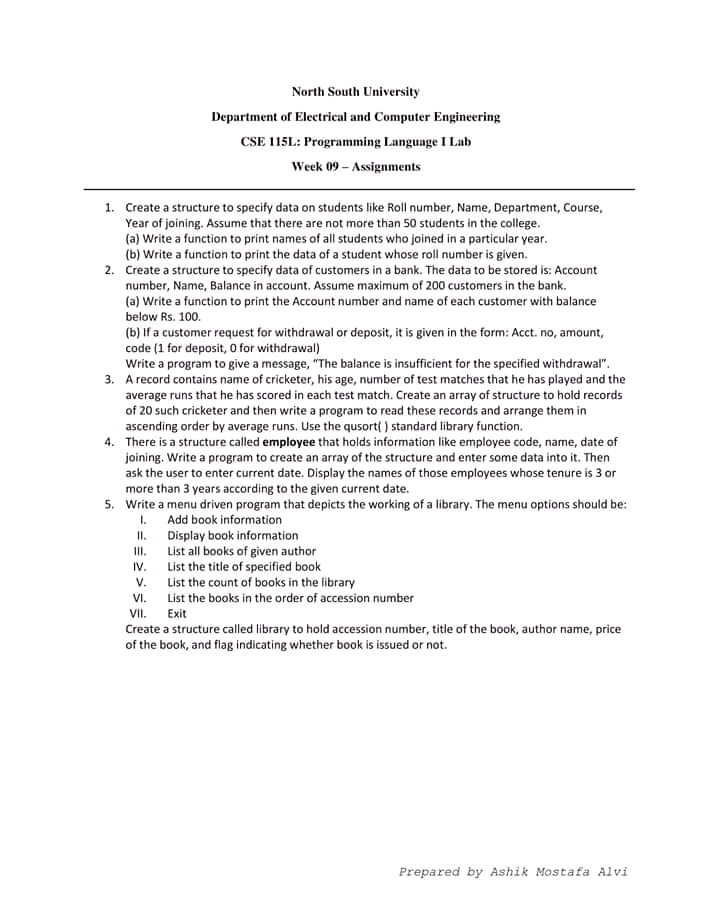 North South University
Department of Electrical and Computer Engineering
CSE 115L: Programming Language I Lab
Week 09 – Assignments
1. Create a structure to specify data on students like Roll number, Name, Department, Course,
Year of joining. Assume that there are not more than 50 students in the college.
(a) Write a function to print names of all students who joined in a particular year.
(b) Write a function to print the data of a student whose roll number is given.
2. Create a structure to specify data of customers in a bank. The data to be stored is: Account
number, Name, Balance in account. Assume maximum of 200 customers in the bank.
(a) Write a function to print the Account number and name of each customer with balance
below Rs. 100.
(b) If a customer request for withdrawal or deposit, it is given in the form: Acct. no, amount,
code (1 for deposit, 0 for withdrawal)
Write a program to give a message, “The balance is insufficient for the specified withdrawal”.
3. A record contains name of cricketer, his age, number of test matches that he has played and the
average runs that he has scored in each test match. Create an array of structure to hold records
of 20 such cricketer and then write a program to read these records and arrange them in
ascending order by average runs. Use the qusort( ) standard library function.
4. There is a structure called employee that holds information like employee code, name, date of
joining. Write a program to create an array of the structure and enter some data into it. Then
ask the user to enter current date. Display the names of those employees whose tenure is 3 or
more than 3 years according to the given current date.
5. Write a menu driven program that depicts the working of a library. The menu options should be:
I. Add book information
II. Display book information
III. List all books of given author
IV. List the title of specified book
V. List the count of books in the library
VI. List the books in the order of accession number
VII. Exit
Create a structure called library to hold accession number, title of the book, author name, price
of the book, and flag indicating whether book is issued or not.
Prepared by Ashik Mostafa Alvi